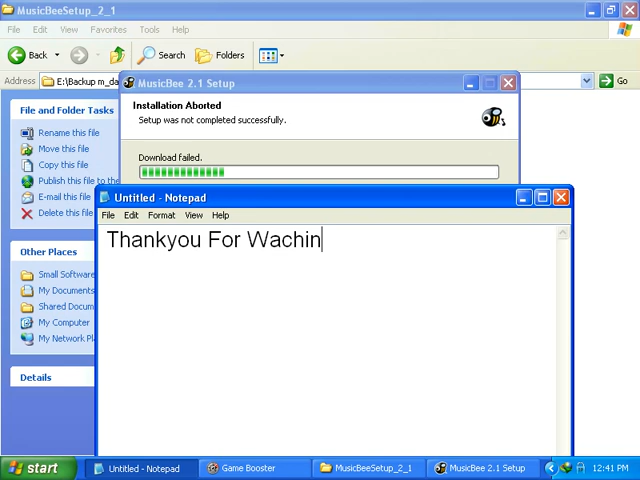 MusicBeeSetup_2_1
File Edit View Favorites Tools Help
Back Search Folders
Address E:\Backup m_da Go
MusicBee 2.1 Setup
File and Folder Tasks
Installation Aborted
Rename this file
Setup was not completed successfully.
Move this file
Copy this file
Download failed.
Publish this file to the
E-mail this file
Delete this file
Untitled - Notepad
File Edit Format View Help
Thankyou For Wachin
Other Places
Small Software
My Documents
Shared Docum
My Computer
My Network Pl
Details
start Untitled - Notepad Game Booster MusicBeeSetup_2_1 MusicBee 2.1 Setup 12:41 PM